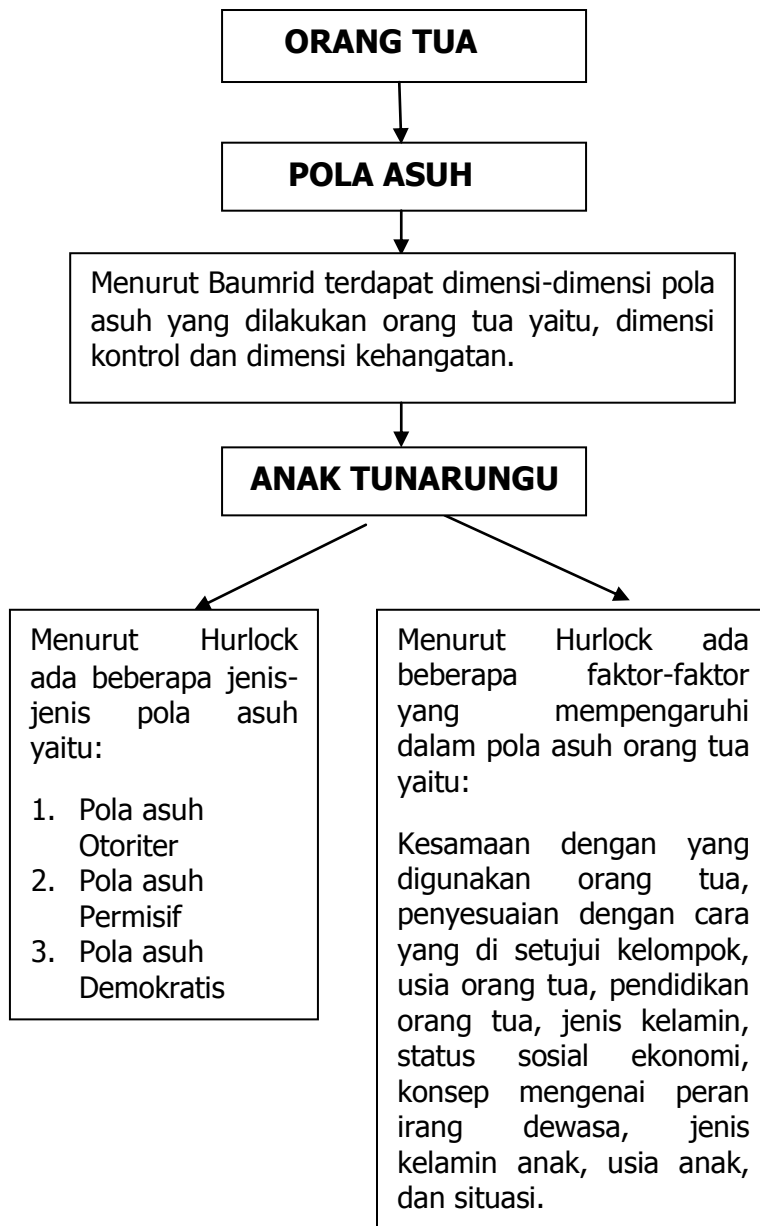 ORANG TUA
POLA ASUH
Menurut Baumrid terdapat dimensi-dimensi pola
asuh yang dilakukan orang tua yaitu, dimensi
kontrol dan dimensi kehangatan.
ANAK TUNARUNGU
Menurut Hurlock
ada beberapa jenis-
jenis pola asuh
yaitu:
1. Pola asuh
Otoriter
2. Pola asuh
Permisif
3. Pola asuh
Demokratis
Menurut Hurlock ada
beberapa faktor-faktor
yang mempengaruhi
dalam pola asuh orang tua
yaitu:
Kesamaan dengan yang
digunakan orang tua,
penyesuaian dengan cara
yang di setujui kelompok,
usia orang tua, pendidikan
orang tua, jenis kelamin,
status sosial ekonomi,
konsep mengenai peran
irang dewasa, jenis
kelamin anak, usia anak,
dan situasi.